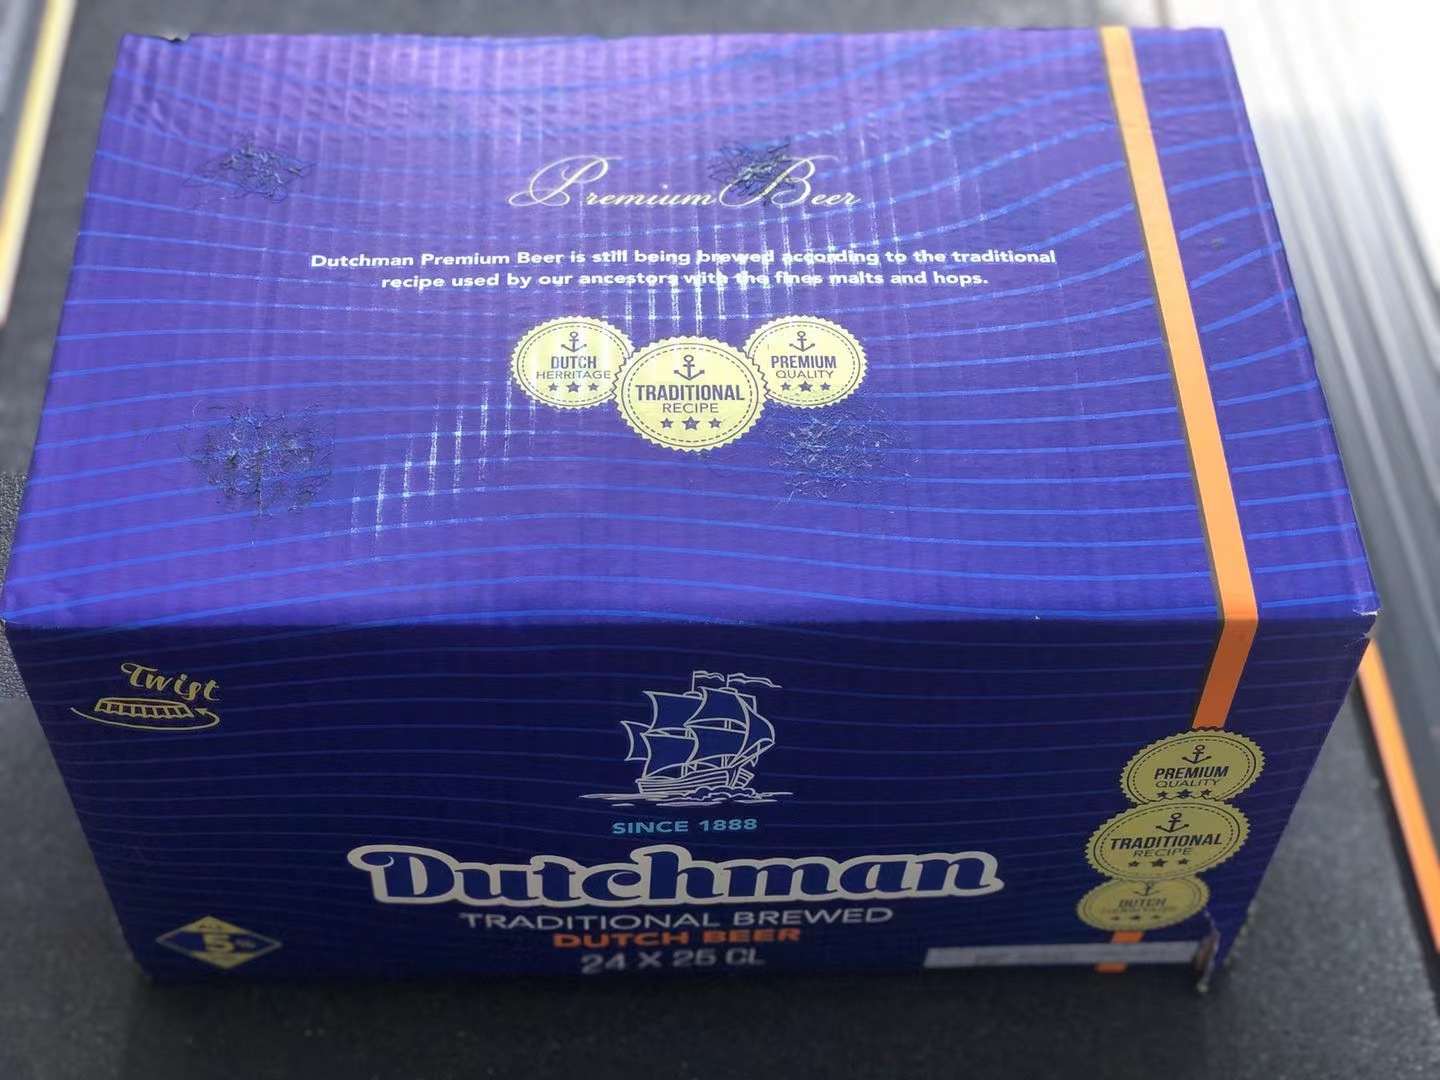 Premium Beer
Dutchman Premium Beer is still being brewed according to the traditional
recipe used by our ancestors with the fines malts and hops.
DUTCH
HERRITAGE
TRADITIONAL
RECIPE
PREMIUM
QUALITY
Twist
SINCE 1888
Dutchman
TRADITIONAL BREWED
DUTCH BEER
24 X 25 CL
5%
PREMIUM
QUALITY
TRADITIONAL
RECIPE
DUTCH